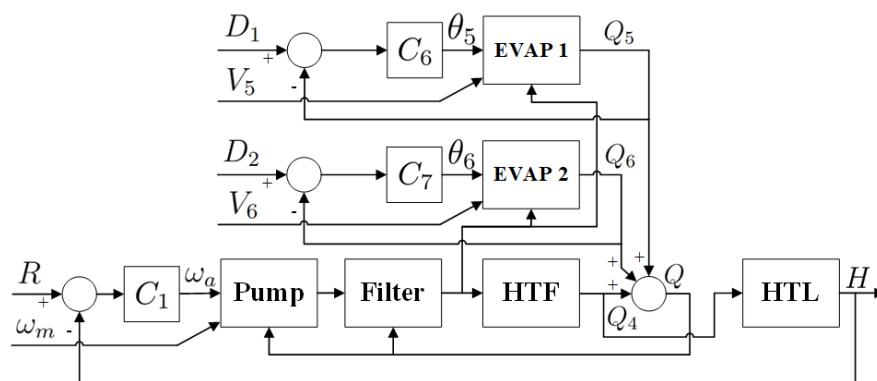 D₁ + - C₆ θ₅ EVAP 1 Q₅
V₅
D₂ + - C₇ θ₆ EVAP 2 Q₆
V₆
+ +
R + - C₁ ωₐ Pump Filter HTF + Q₄ Q HTL H
ωₘ